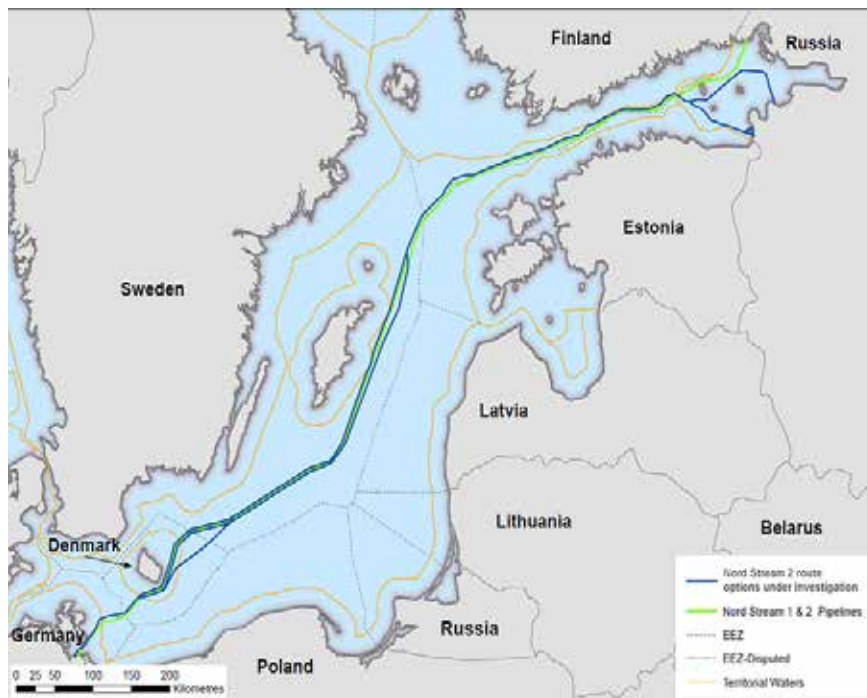 Finland
Russia
Estonia
Sweden
Latvia
Lithuania
Belarus
Denmark
Germany
Russia
Poland
Nord Stream 2 route
options under investigation
Nord Stream 1 & 2 Pipelines
EEZ
EEZ-Disputed
Territorial Waters
0 25 50 100 150 200
Kilometres